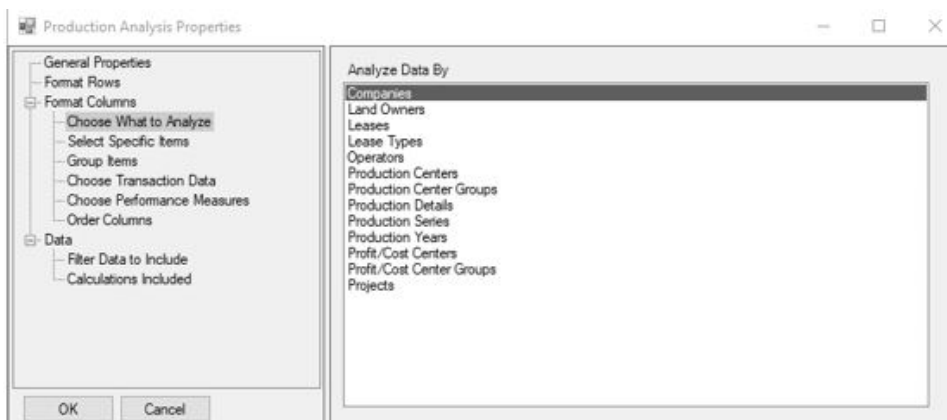 Production Analysis Properties
General Properties
Format Rows
Format Columns
Choose What to Analyze
Select Specific Items
Group Items
Choose Transaction Data
Choose Performance Measures
Order Columns
Data
Filter Data to Include
Calculations Included
OK
Cancel
Analyze Data By
Companies
Land Owners
Leases
Lease Types
Operators
Production Centers
Production Center Groups
Production Details
Production Series
Production Years
Profit/Cost Centers
Profit/Cost Center Groups
Projects